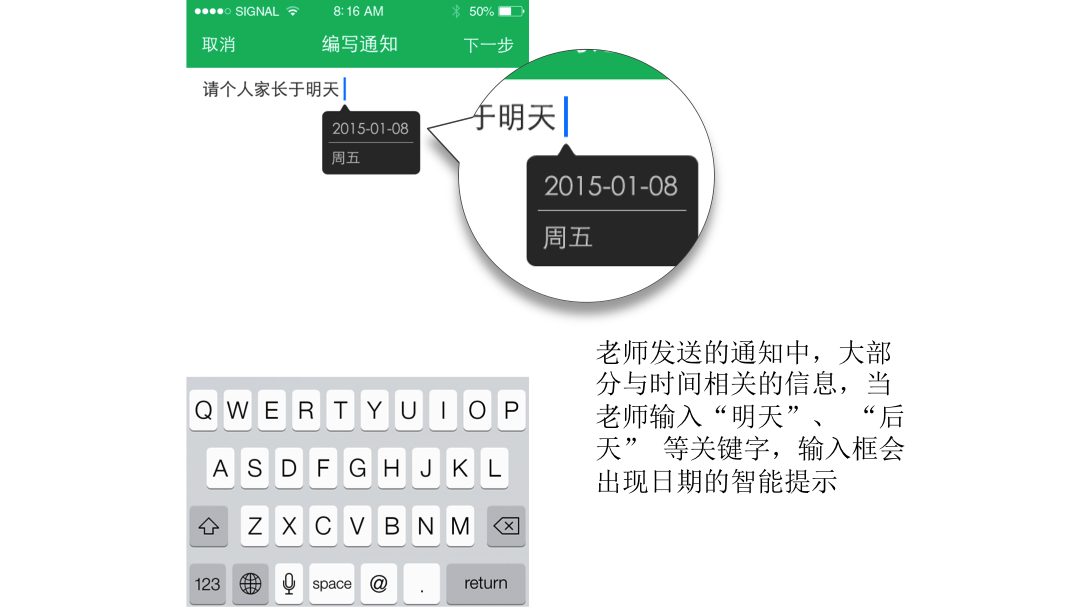 SIGNAL 8:16 AM 50%
取消 编写通知 下一步
请个人家长于明天
2015-01-08
周五
于明天
2015-01-08
周五
老师发送的通知中，大部
分与时间相关的信息，当
老师输入“明天”、 “后
天” 等关键字，输入框会
出现日期的智能提示
Q W E R T Y U I O P
A S D F G H J K L
Z X C V B N M
123 space @ . return